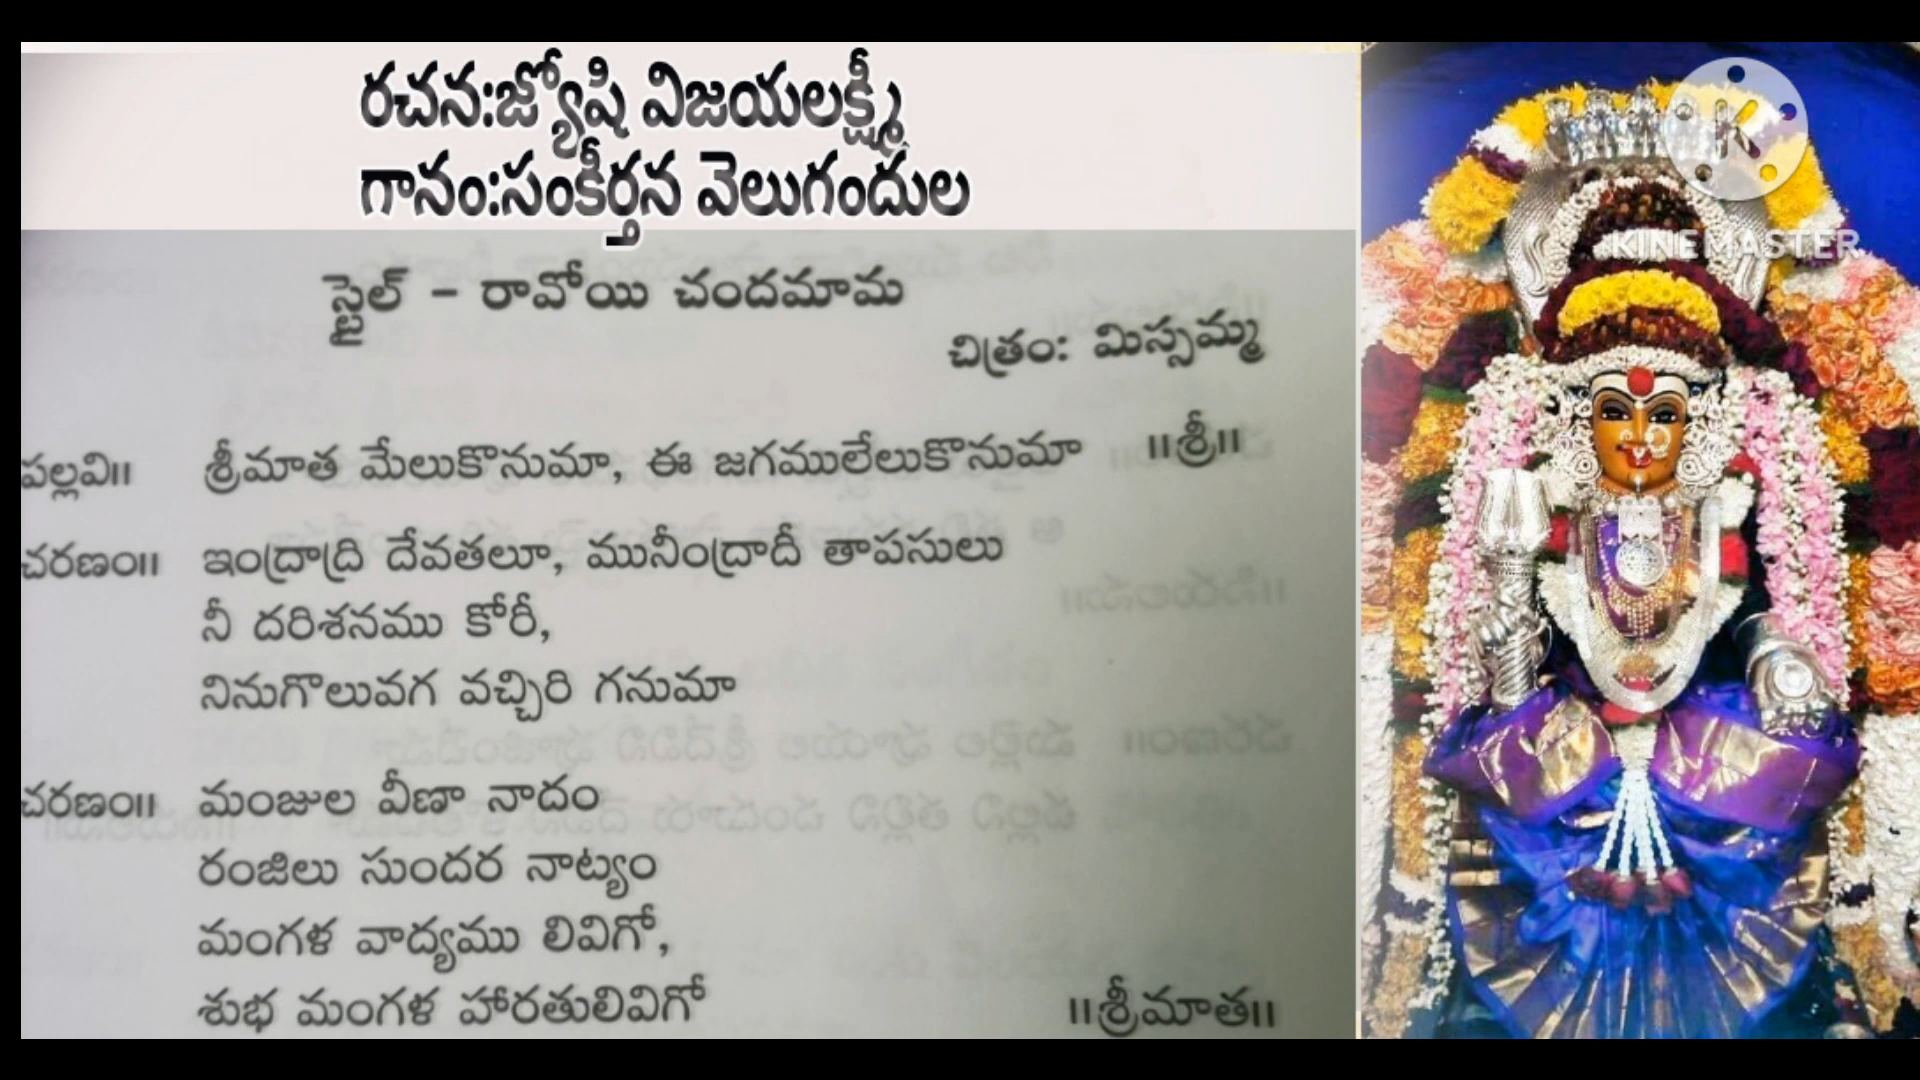 రచన:జ్యోషి విజయలక్ష్మీ
గానం:సంకీర్తన వెలుగందుల
స్టైల్ - రావోయి చందమామ
చిత్రం: మిస్సమ్మ
పల్లవి॥ శ్రీమాత మేలుకొనుమా, ఈ జగములేలుకొనుమా ॥శ్రీ॥
చరణం॥ ఇంద్రాద్రి దేవతలూ, మునీంద్రాదీ తాపసులు
నీ దరిశనము కోరీ,
నినుగొలువగ వచ్చిరి గనుమా
చరణం॥ మంజుల వీణా నాదం
రంజిలు సుందర నాట్యం
మంగళ వాద్యము లివిగో,
శుభ మంగళ హారతులివిగో ॥శ్రీమాత॥
K
KINEMASTER